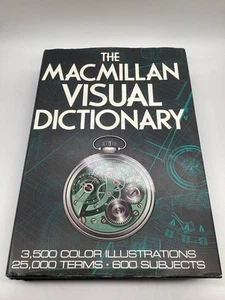 THE
MACMILLAN
VISUAL
DICTIONARY
3,500 COLOR ILLUSTRATIONS
25,000 TERMS • 600 SUBJECTS